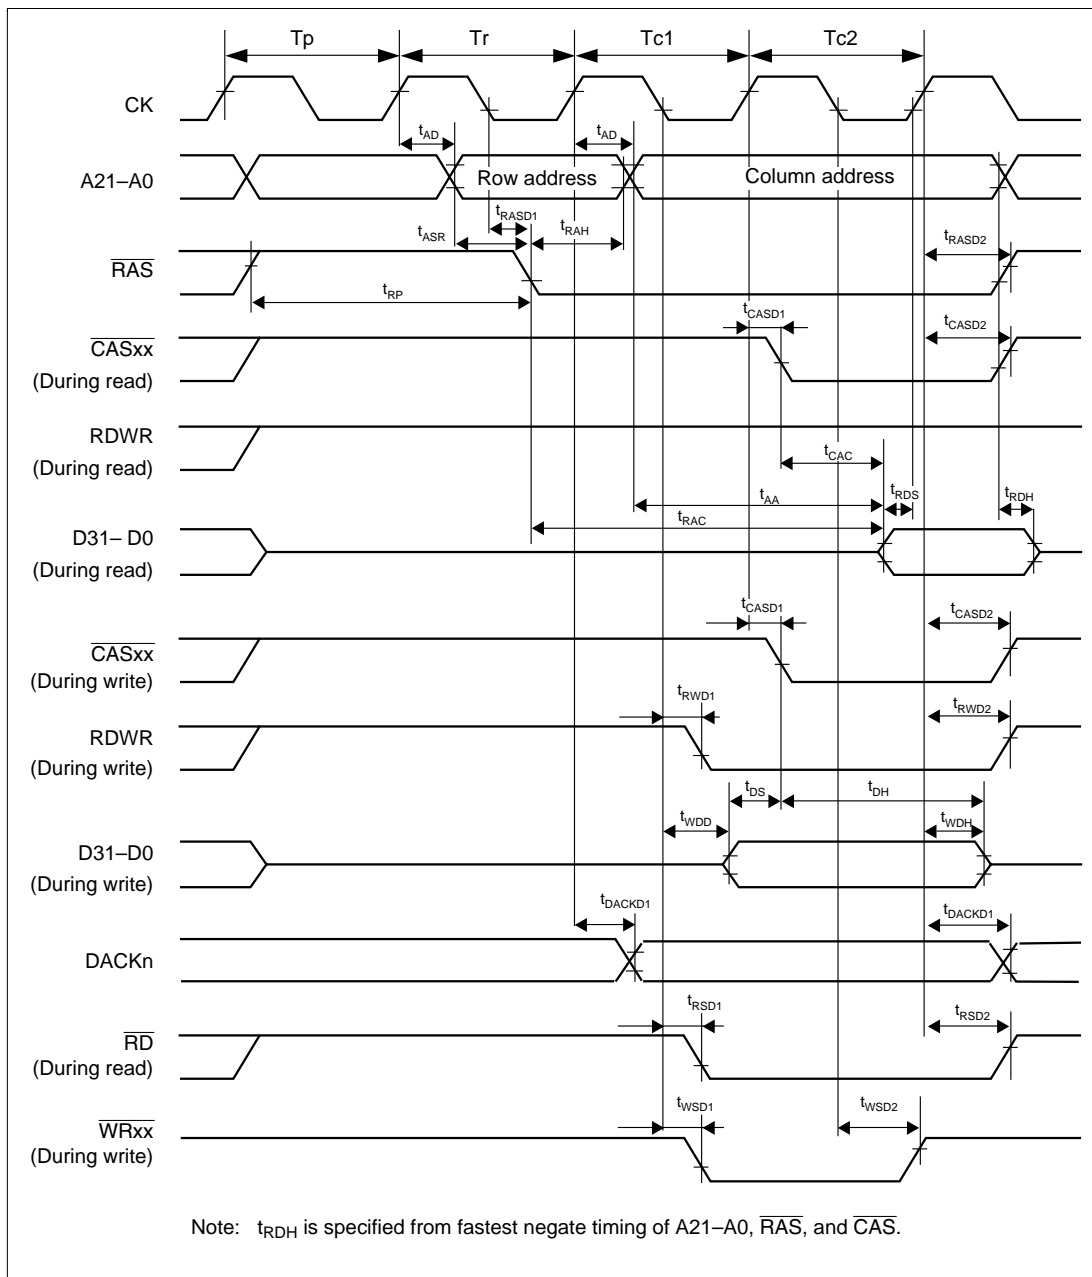 Tp Tr Tc1 Tc2
CK
tAD tAD
A21–A0 Row address Column address
tRASD1
tASR tRAH tRASD2
RAS
tRP
tCASD1 tCASD2
CASxx
(During read)
RDWR
(During read)
tCAC
tRDS tRDH
tAA
tRAC
D31– D0
(During read)
tCASD1 tCASD2
CASxx
(During write)
tRWD1 tRWD2
RDWR
(During write)
tDS tDH
tWDD tWDH
D31–D0
(During write)
tDACKD1 tDACKD1
DACKn
tRSD1 tRSD2
RD
(During read)
tWSD1 tWSD2
WRxx
(During write)
Note: tRDH is specified from fastest negate timing of A21–A0, RAS, and CAS.